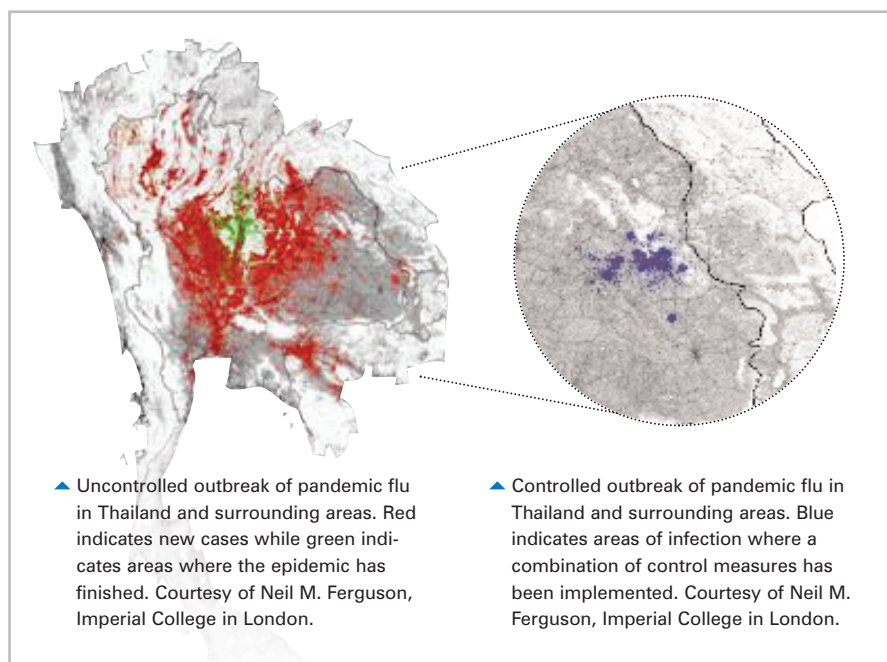 Uncontrolled outbreak of pandemic flu
in Thailand and surrounding areas. Red
indicates new cases while green indi-
cates areas where the epidemic has
finished. Courtesy of Neil M. Ferguson,
Imperial College in London.
Controlled outbreak of pandemic flu in
Thailand and surrounding areas. Blue
indicates areas of infection where a
combination of control measures has
been implemented. Courtesy of Neil M.
Ferguson, Imperial College in London.